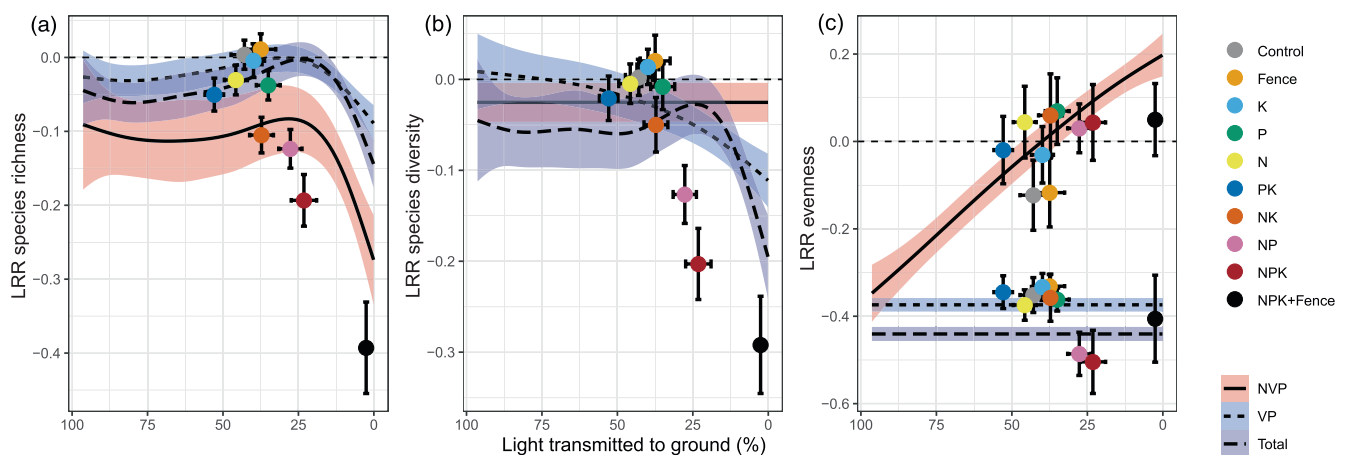 (a)
LRR species richness
0.0
−0.1
−0.2
−0.3
−0.4
100
75
50
25
0
(b)
LRR species diversity
0.0
−0.1
−0.2
−0.3
100
75
50
25
0
Light transmitted to ground (%)
(c)
LRR evenness
0.2
0.0
−0.2
−0.4
−0.6
100
75
50
25
0
Control
Fence
K
P
N
PK
NK
NP
NPK
NPK+Fence
NVP
VP
Total